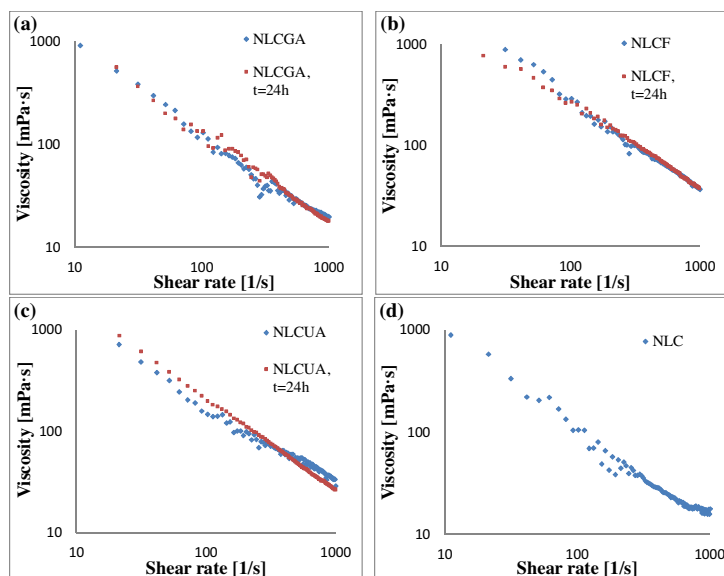 (a)
1000
100
10
10
100
1000
Viscosity [mPa·s]
Shear rate [1/s]
NLCGA
NLCGA,
t=24h
(b)
1000
100
10
10
100
1000
Viscosity [mPa·s]
Shear rate [1/s]
NLCF
NLCF,
t=24h
(c)
1000
100
10
10
100
1000
Viscosity [mPa·s]
Shear rate [1/s]
NLCUA
NLCUA,
t=24h
(d)
1000
100
10
10
100
1000
Viscosity [mPa·s]
Shear rate [1/s]
NLC